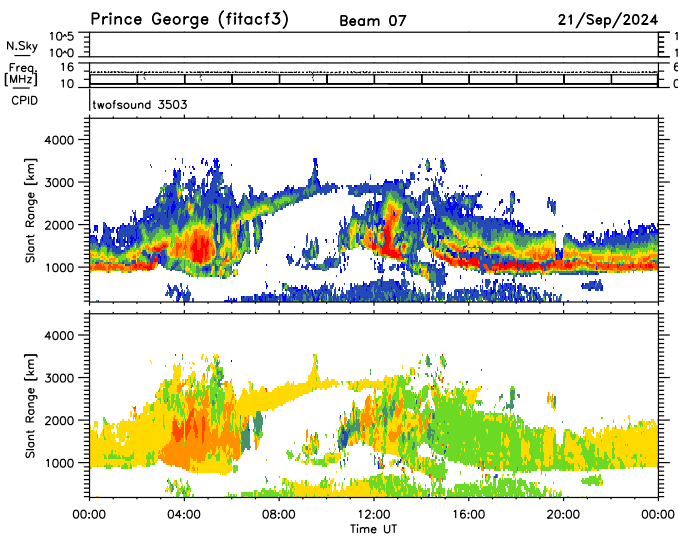 Prince George (fitacf3) Beam 07 21/Sep/2024
N.Sky 10^5 10^0 1 1
Freq. [MHz] 16 10 6 0
CPID twofsound 3503
Slant Range [km] 4000 3000 2000 1000
Slant Range [km] 4000 3000 2000 1000
00:00 04:00 08:00 12:00 16:00 20:00 00:00
Time UT